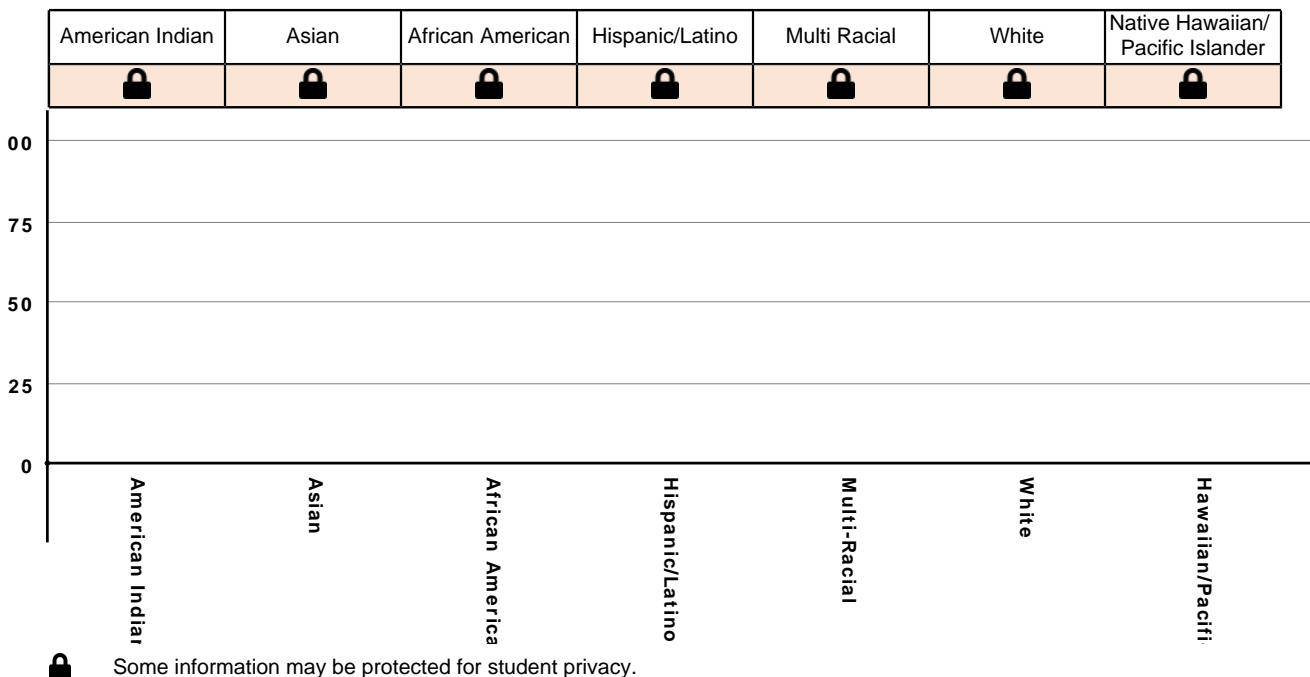 American Indian Asian African American Hispanic/Latino Multi Racial White Native Hawaiian/
Pacific Islander
00
75
50
25
0
American Indian
Asian
African America
Hispanic/Latino
Multi-Racial
White
Hawaiian/Pacifi
Some information may be protected for student privacy.